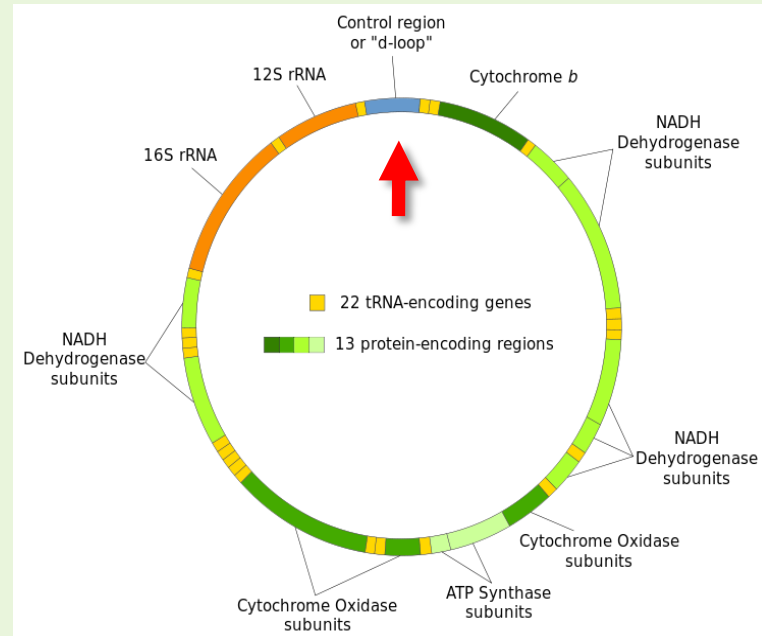 Control region
or "d-loop"
12S rRNA
Cytochrome b
NADH
Dehydrogenase
subunits
16S rRNA
22 tRNA-encoding genes
13 protein-encoding regions
NADH
Dehydrogenase
subunits
NADH
Dehydrogenase
subunits
Cytochrome Oxidase
subunits
ATP Synthase
subunits
Cytochrome Oxidase
subunits